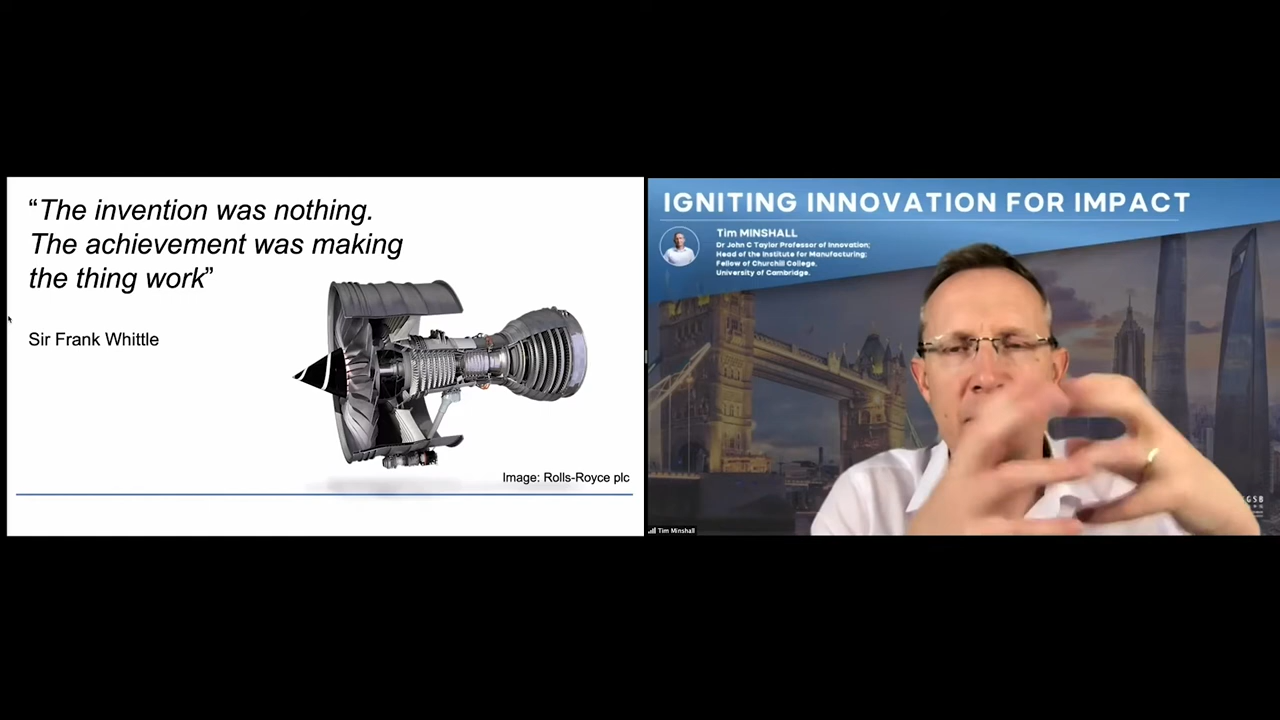 “The invention was nothing.
The achievement was making
the thing work”
Sir Frank Whittle
Image: Rolls-Royce plc
IGNITING INNOVATION FOR IMPACT
Tim MINSHALL
Dr John C Taylor Professor of Innovation;
Head of the Institute for Manufacturing;
Fellow of Churchill College,
University of Cambridge.
GSB
Tim Minshall